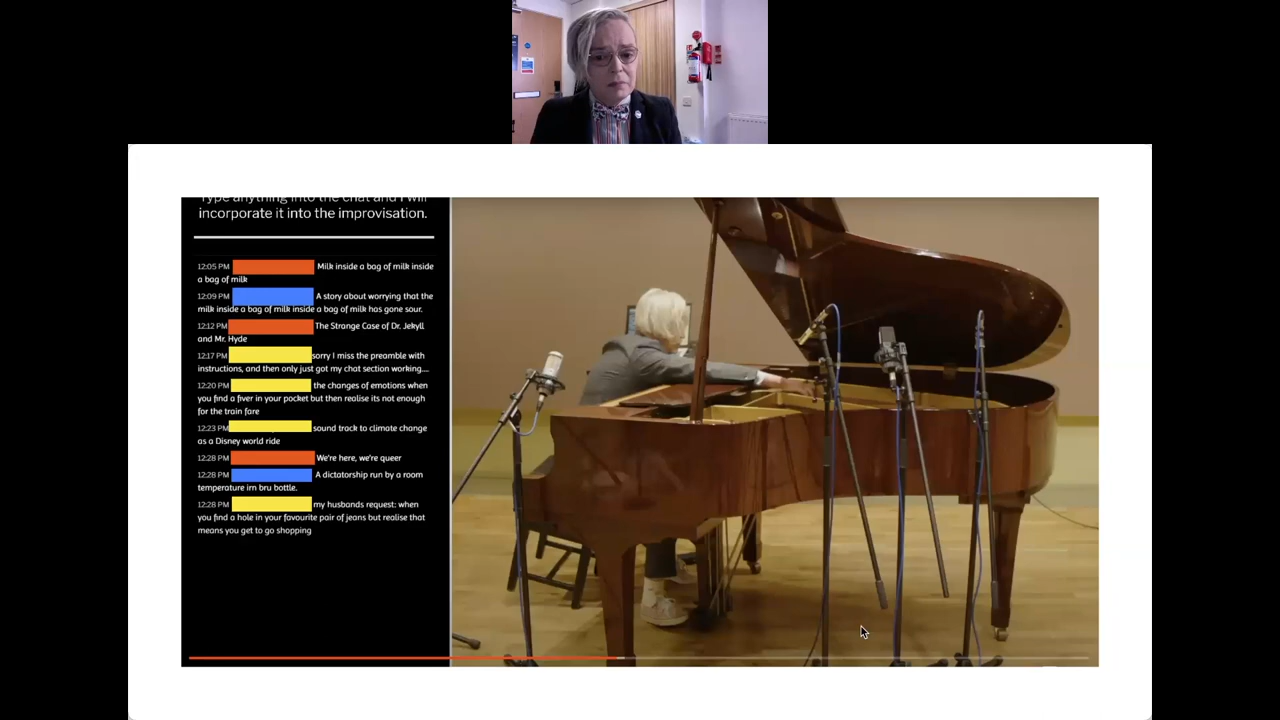 Type anything into the chat and I will
incorporate it into the improvisation.
12:05 PM Milk inside a bag of milk inside
a bag of milk
12:09 PM A story about worrying that the
milk inside a bag of milk inside a bag of milk has gone sour.
12:12 PM The Strange Case of Dr. Jekyll
and Mr. Hyde
12:17 PM sorry I miss the preamble with
instructions, and then only just got my chat section working....
12:20 PM the changes of emotions when
you find a fiver in your pocket but then realise its not enough
for the train fare
12:23 PM sound track to climate change
as a Disney world ride
12:28 PM We're here, we're queer
12:28 PM A dictatorship run by a room
temperature irn bru bottle.
12:28 PM my husbands request: when
you find a hole in your favourite pair of jeans but realise that
means you get to go shopping